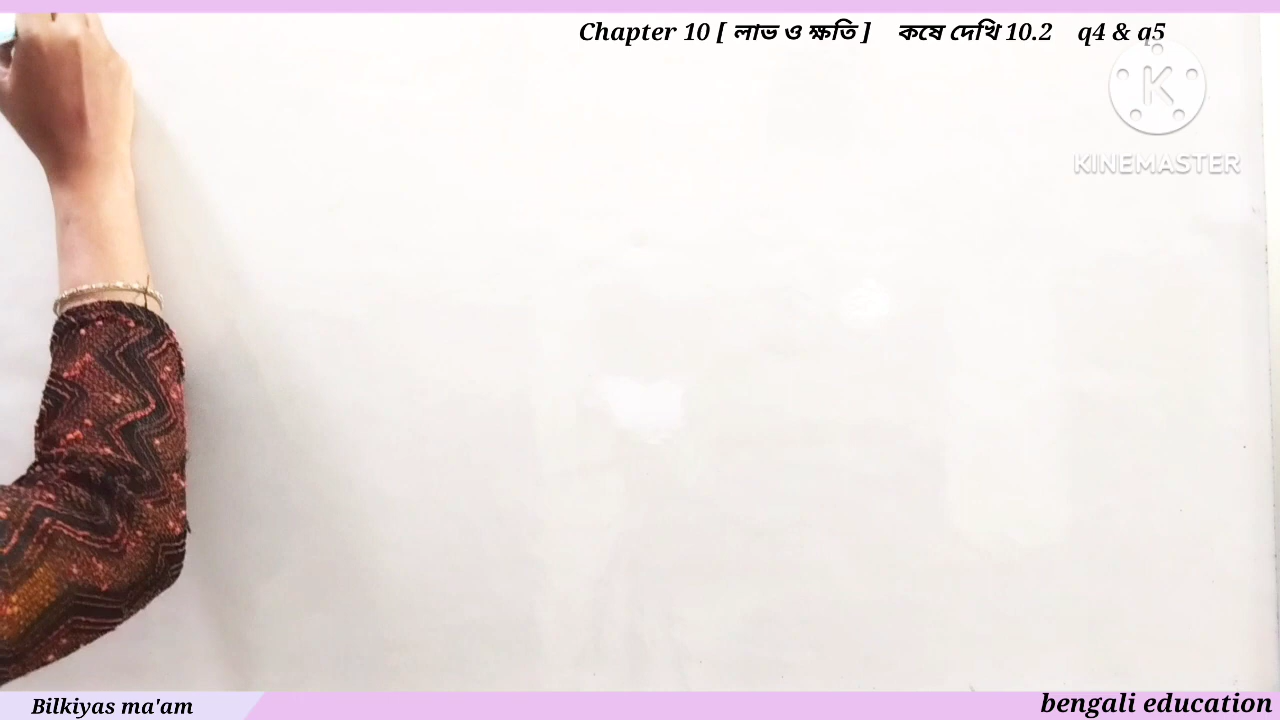 Chapter 10 [ লাভ ও ক্ষতি ] কষে দেখি 10.2 q4 & q5
K
KINEMASTER
Bilkiyas ma'am
bengali education